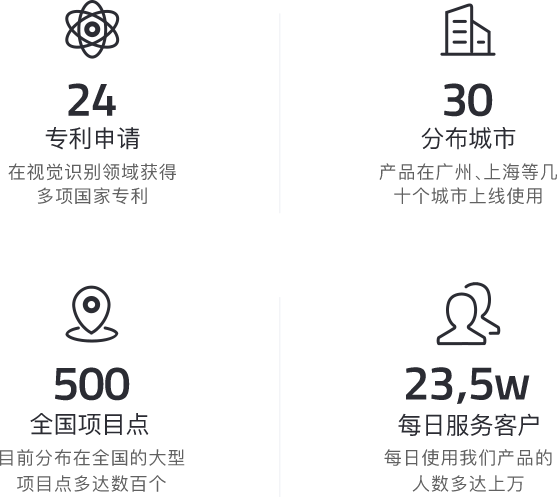 24
专利申请
在视觉识别领域获得
多项国家专利
30
分布城市
产品在广州、上海等几
十个城市上线使用
500
全国项目点
目前分布在全国的大型
项目点多达数百个
23,5w
每日服务客户
每日使用我们产品的
人数多达上万